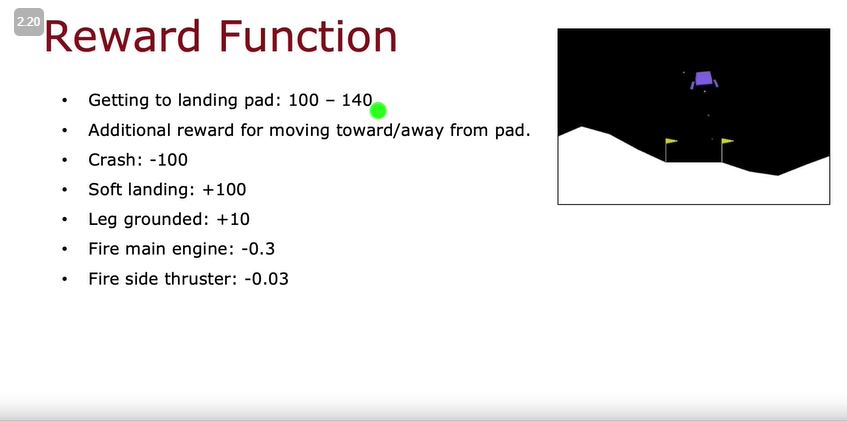 2.20
Reward Function
• Getting to landing pad: 100 – 140
• Additional reward for moving toward/away from pad.
• Crash: -100
• Soft landing: +100
• Leg grounded: +10
• Fire main engine: -0.3
• Fire side thruster: -0.03